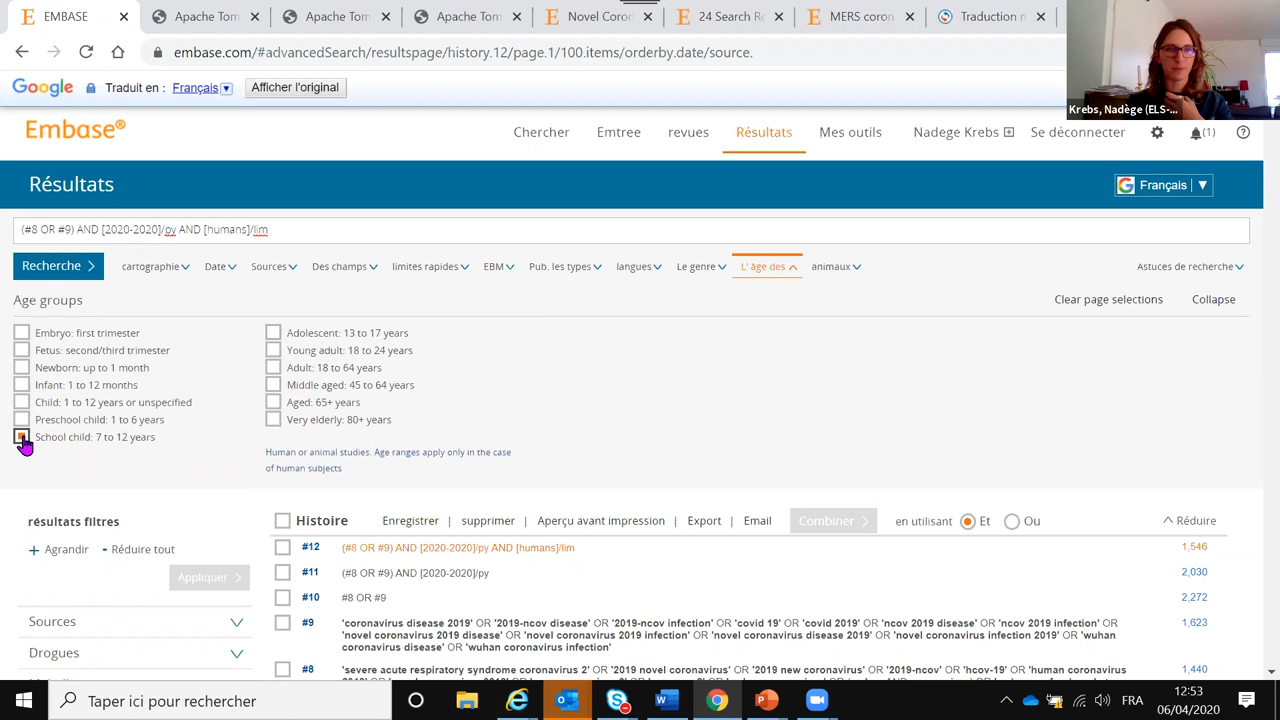 EMBASE
Apache Tom
Apache Tom
Apache Tom
Novel Coron
24 Search Re
MERS coron
Traduction n
embase.com/#advancedSearch/resultspage/history.12/page.1/100.items/orderby.date/source.
Google
Traduit en :
Français
Afficher l'original
Krebs, Nadège (ELS-...
Embase®
Chercher
Emtree
revues
Résultats
Mes outils
Nadege Krebs
Se déconnecter
(1)
Résultats
Français
(#8 OR #9) AND [2020-2020]/py AND [humans]/lim
Recherche
cartographie
Date
Sources
Des champs
limites rapides
EBM
Pub. les types
langues
Le genre
L' âge des
animaux
Astuces de recherche
Age groups
Clear page selections
Collapse
Embryo: first trimester
Fetus: second/third trimester
Newborn: up to 1 month
Infant: 1 to 12 months
Child: 1 to 12 years or unspecified
Preschool child: 1 to 6 years
School child: 7 to 12 years
Adolescent: 13 to 17 years
Young adult: 18 to 24 years
Adult: 18 to 64 years
Middle aged: 45 to 64 years
Aged: 65+ years
Very elderly: 80+ years
Human or animal studies. Age ranges apply only in the case
of human subjects
résultats filtres
+ Agrandir
- Réduire tout
Appliquer
Sources
Drogues
Histoire
Enregistrer | supprimer | Aperçu avant impression | Export | Email
Combiner
en utilisant
Et
Ou
Réduire
#12 (#8 OR #9) AND [2020-2020]/py AND [humans]/lim 1,546
#11 (#8 OR #9) AND [2020-2020]/py 2,030
#10 #8 OR #9 2,272
#9 'coronavirus disease 2019' OR '2019-ncov disease' OR '2019-ncov infection' OR 'covid 19' OR 'covid 2019' OR 'ncov 2019 disease' OR 'ncov 2019 infection' OR 1,623
'novel coronavirus 2019 disease' OR 'novel coronavirus 2019 infection' OR 'novel coronavirus disease 2019' OR 'novel coronavirus infection 2019' OR 'wuhan
coronavirus disease' OR 'wuhan coronavirus infection'
#8 'severe acute respiratory syndrome coronavirus 2' OR '2019 novel coronavirus' OR '2019 new coronavirus' OR '2019-ncov' OR 'hcov-19' OR 'human coronavirus 1,440
Taper ici pour rechercher
FRA
12:53
06/04/2020